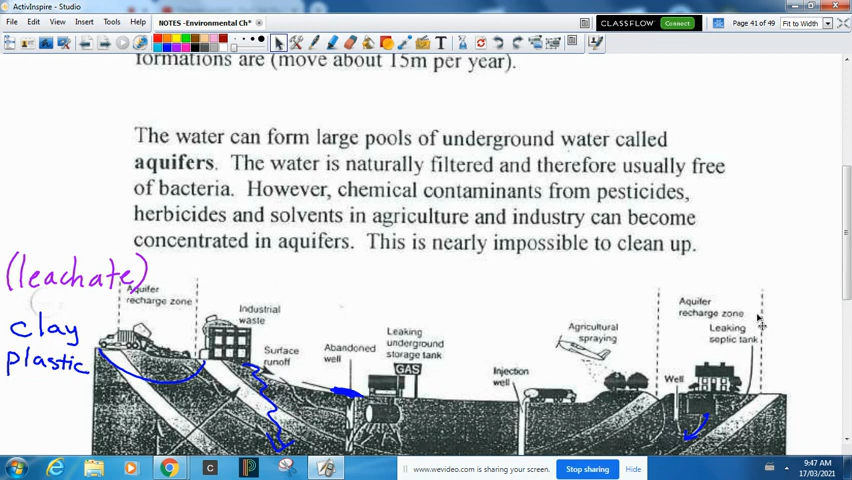 ActivInspire - Studio
File Edit View Insert Tools Help
NOTES -Environmental Ch*
CLASSFLOW Connect
Page 41 of 49
Fit to Width
formations are (move about 15m per year).
The water can form large pools of underground water called
aquifers. The water is naturally filtered and therefore usually free
of bacteria. However, chemical contaminants from pesticides,
herbicides and solvents in agriculture and industry can become
concentrated in aquifers. This is nearly impossible to clean up.
(leachate)
clay
plastic
Aquifer
recharge zone
Industrial
waste
Surface
runoff
Abandoned
well
Leaking
underground
storage tank
GAS
Injection
well
Agricultural
spraying
Well
Aquifer
recharge zone
Leaking
septic tank
www.wevideo.com is sharing your screen.
Stop sharing
Hide
9:47 AM
17/03/2021